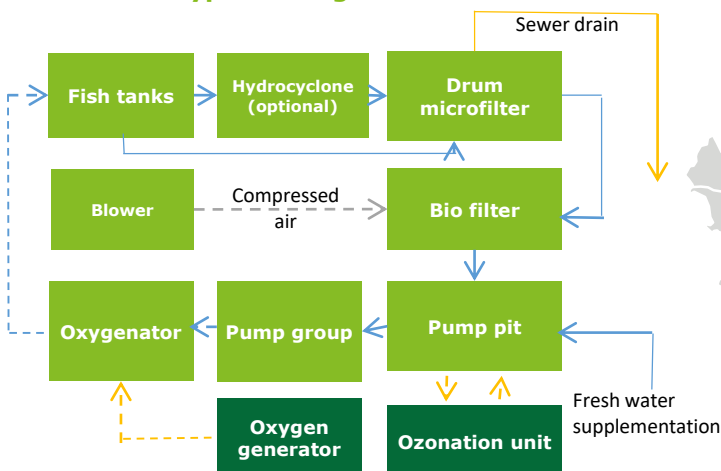 Sewer drain
Fish tanks
Hydrocyclone
(optional)
Drum
microfilter
Blower
Compressed
air
Bio filter
Oxygenator
Pump group
Pump pit
Fresh water
supplementation
Oxygen
generator
Ozonation unit